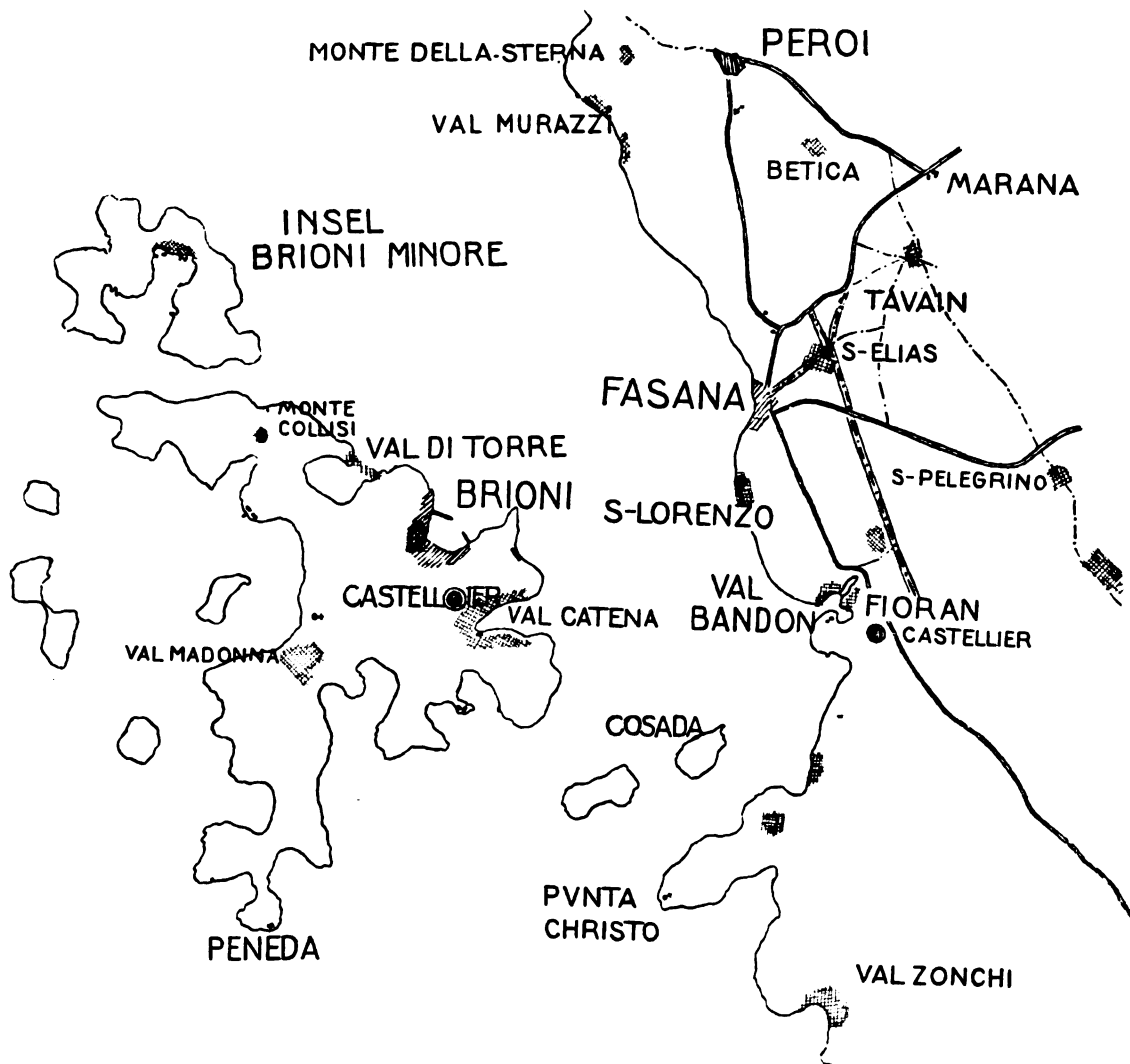 PEROI
MONTE DELLA-STERNA
VAL MURAZZI
BETICA
MARANA
INSEL
BRIONI MINORE
TAVAIN
S-ELIAS
FASANA
MONTE
COLLISI
VAL DI TORRE
BRIONI
S-PELEGRINO
S-LORENZO
CASTELLIER
VAL CATENA
VAL
BANDON
FIORAN
CASTELLIER
VAL MADONNA
COSADA
PVNTA
CHRISTO
PENEDA
VAL ZONCHI